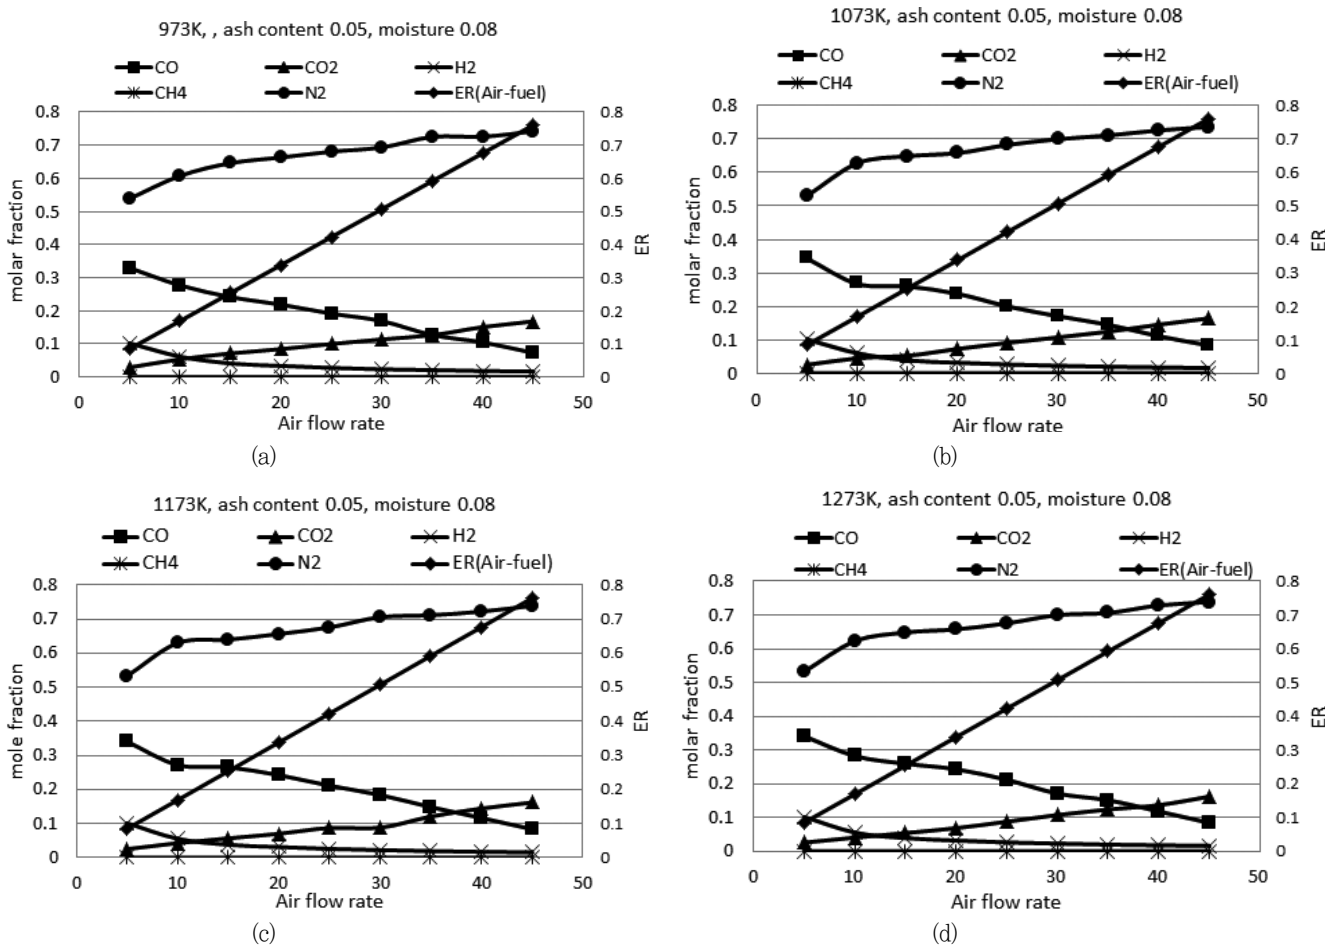 973K, , ash content 0.05, moisture 0.08
CO CO2 H2
CH4 N2 ER(Air-fuel)
0.8 0.8
0.7 0.7
0.6 0.6
0.5 0.5
0.4 0.4
0.3 0.3
0.2 0.2
0.1 0.1
0 0
molar fraction
ER
0 10 20 30 40 50
Air flow rate
(a)
1073K, ash content 0.05, moisture 0.08
CO CO2 H2
CH4 N2 ER(Air-fuel)
0.8 0.8
0.7 0.7
0.6 0.6
0.5 0.5
0.4 0.4
0.3 0.3
0.2 0.2
0.1 0.1
0 0
molar fraction
ER
0 10 20 30 40 50
Air flow rate
(b)
1173K, ash content 0.05, moisture 0.08
CO CO2 H2
CH4 N2 ER(Air-fuel)
0.8 0.8
0.7 0.7
0.6 0.6
0.5 0.5
0.4 0.4
0.3 0.3
0.2 0.2
0.1 0.1
0 0
mole fraction
ER
0 10 20 30 40 50
Air flow rate
(c)
1273K, ash content 0.05, moisture 0.08
CO CO2 H2
CH4 N2 ER(Air-fuel)
0.8 0.8
0.7 0.7
0.6 0.6
0.5 0.5
0.4 0.4
0.3 0.3
0.2 0.2
0.1 0.1
0 0
molar fraction
ER
0 10 20 30 40 50
Air flow rate
(d)